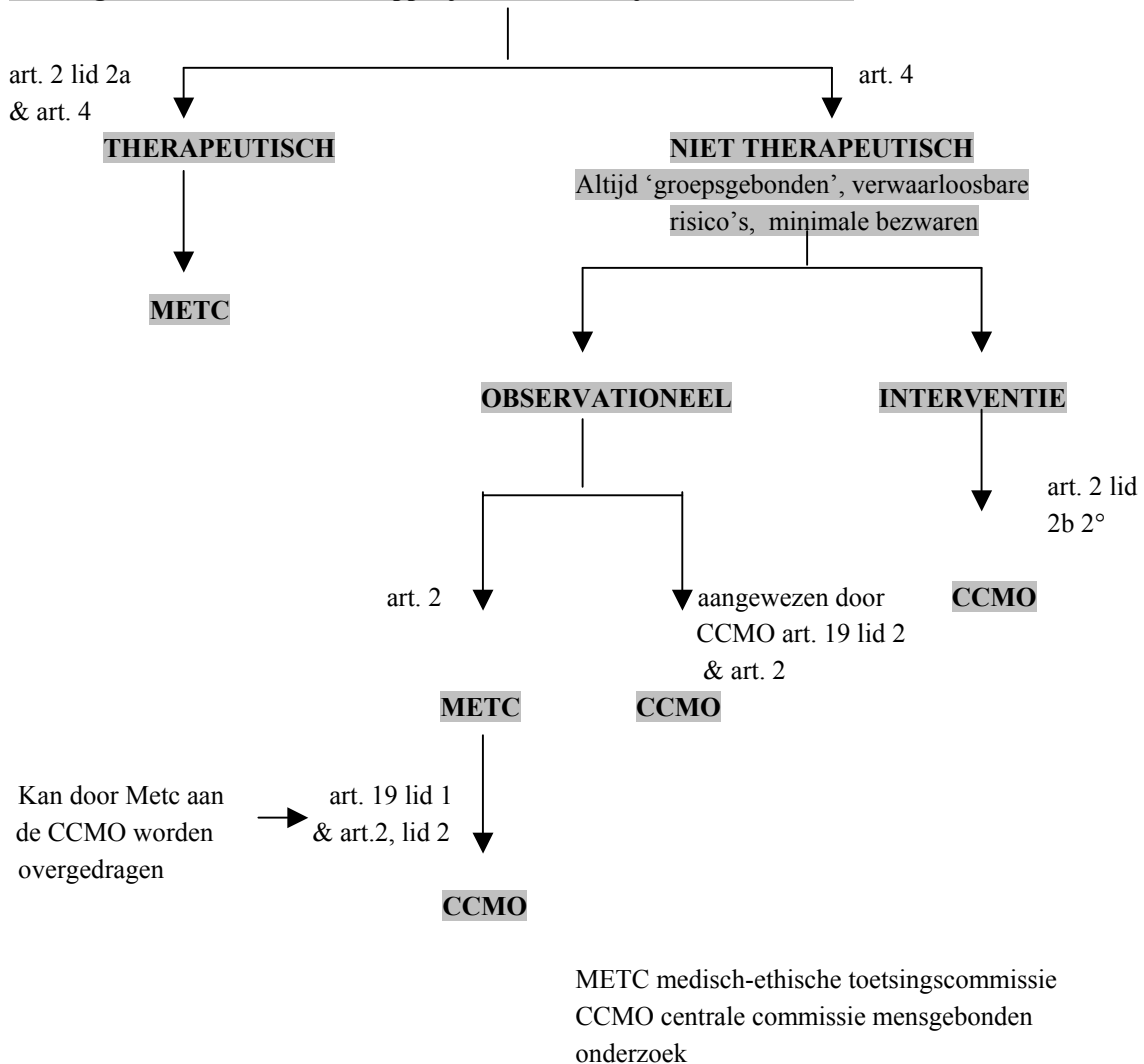 art. 2 lid 2a
& art. 4
art. 4
THERAPEUTISCH
NIET THERAPEUTISCH
Altijd ‘groepsgebonden’, verwaarloosbare
risico’s, minimale bezwaren
METC
OBSERVATIONEEL
INTERVENTIE
art. 2 lid
2b 2°
art. 2
aangewezen door
CCMO art. 19 lid 2
& art. 2
CCMO
METC
CCMO
Kan door Metc aan
de CCMO worden
overgedragen
art. 19 lid 1
& art.2, lid 2
CCMO
METC medisch-ethische toetsingscommissie
CCMO centrale commissie mensgebonden
onderzoek